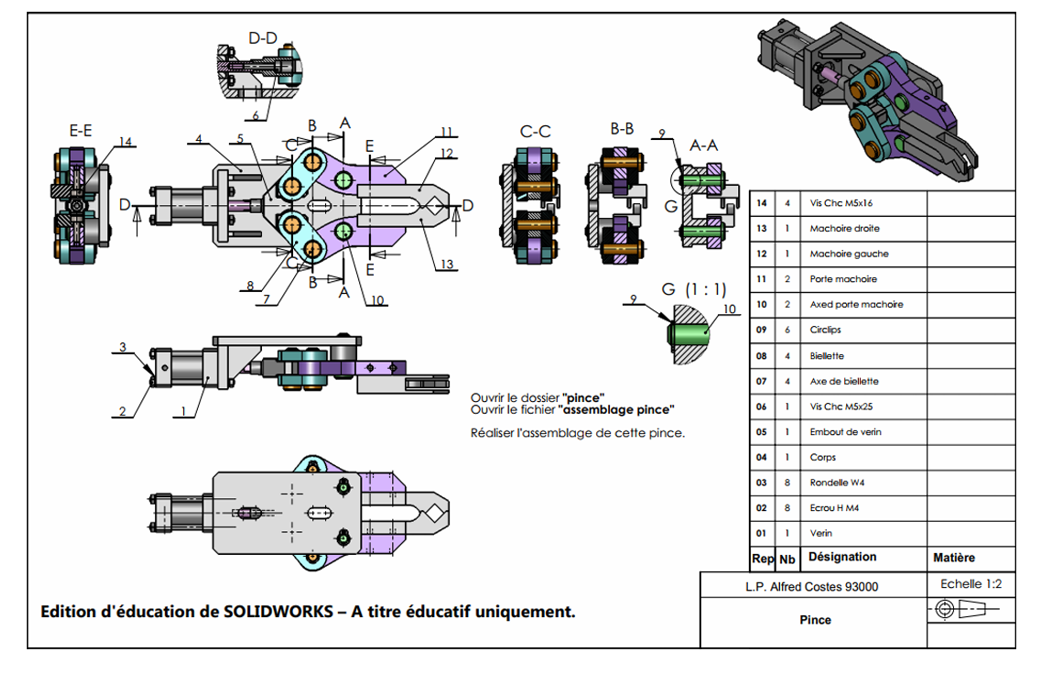 D-D
6
E-E
14
4
5
B
A
C
E
11
12
D
D
C
B
A
E
8
7
10
13
C-C
B-B
9
A-A
G
G (1 : 1)
9
10
3
2
1
Ouvrir le dossier "pince"
Ouvrir le fichier "assemblage pince"
Réaliser l'assemblage de cette pince.
14 4 Vis Chc M5x16
13 1 Machoire droite
12 1 Machoire gauche
11 2 Porte machoire
10 2 Axed porte machoire
09 6 Circlips
08 4 Biellette
07 4 Axe de biellette
06 1 Vis Chc M5x25
05 1 Embout de verin
04 1 Corps
03 8 Rondelle W4
02 8 Ecrou H M4
01 1 Verin
Rep Nb Désignation Matière
L.P. Alfred Costes 93000 Echelle 1:2
Pince
Edition d'éducation de SOLIDWORKS – A titre éducatif uniquement.